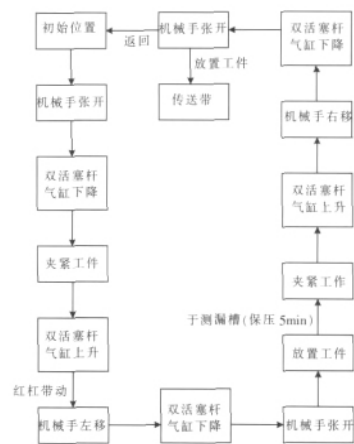 初始位置
返回
机械手张开
放置工件
传送带
机械手张开
双活塞杆
气缸下降
夹紧工件
双活塞杆
气缸上升
红杠带动
机械手左移
双活塞杆
气缸下降
机械手张开
放置工件
于测漏槽(保压 5min)
夹紧工作
双活塞杆
气缸上升
机械手右移
双活塞杆
气缸下降